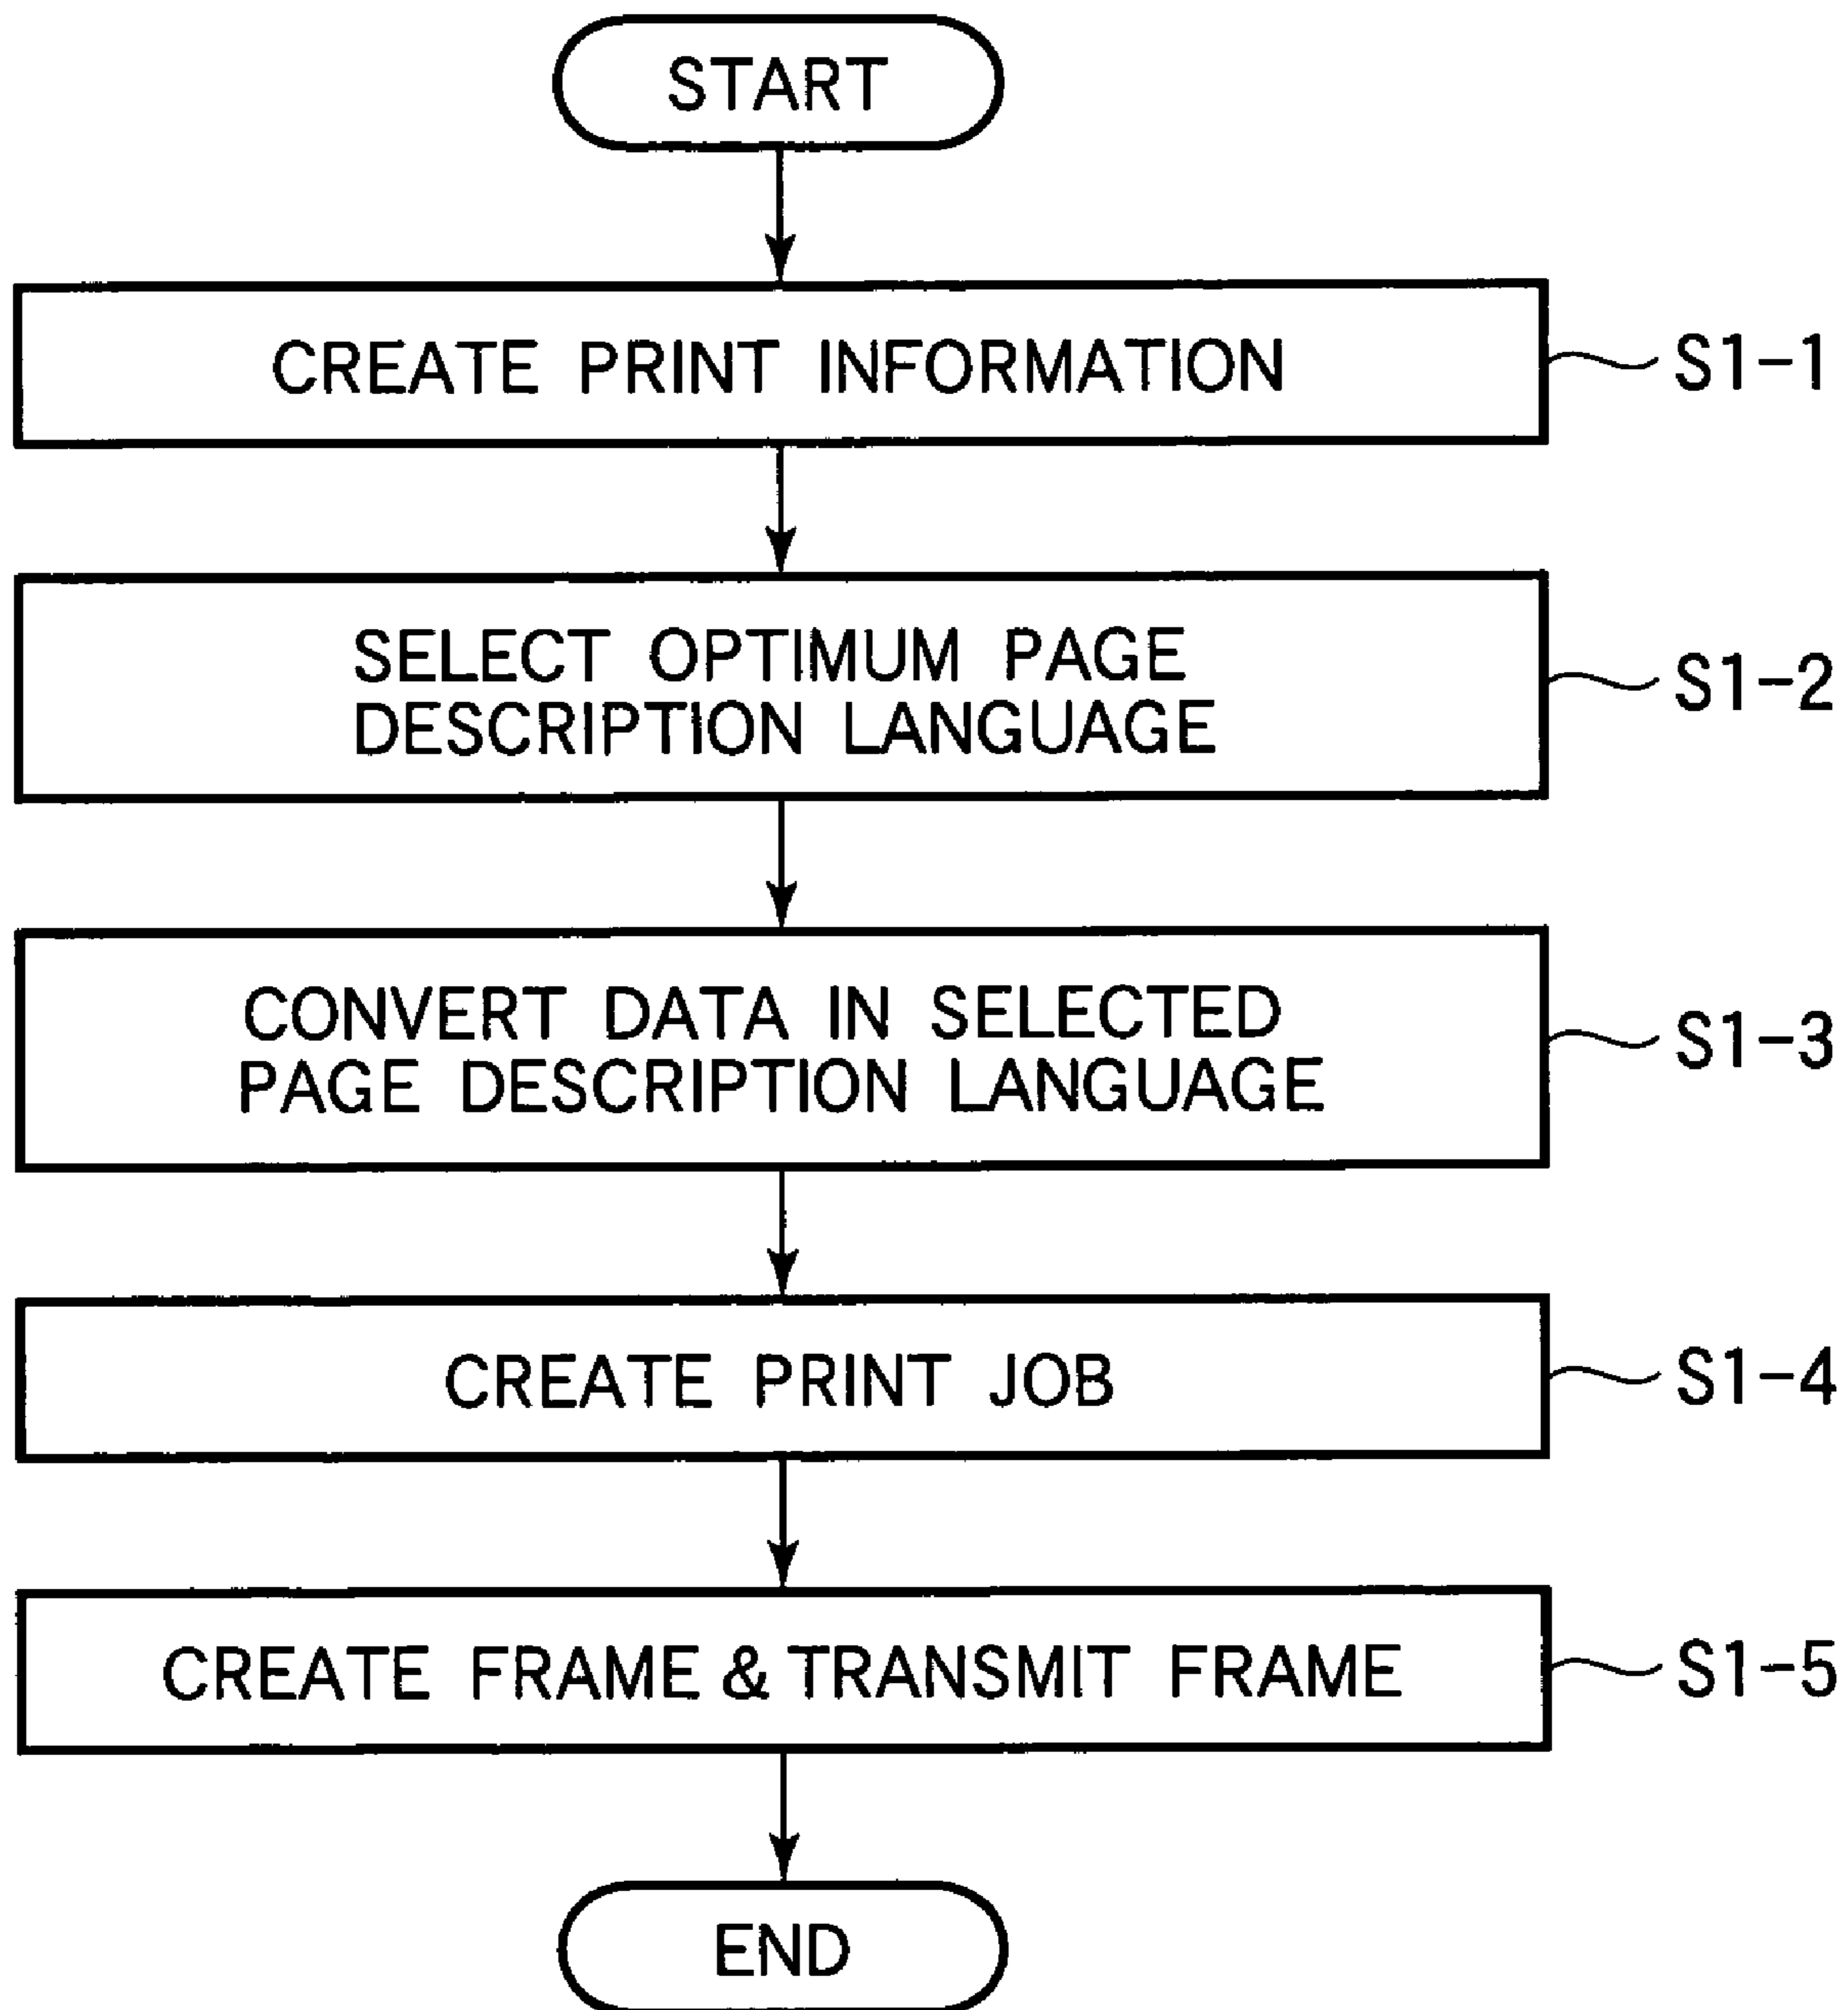 START
CREATE PRINT INFORMATION
S1-1
SELECT OPTIMUM PAGE
DESCRIPTION LANGUAGE
S1-2
CONVERT DATA IN SELECTED
PAGE DESCRIPTION LANGUAGE
S1-3
CREATE PRINT JOB
S1-4
CREATE FRAME & TRANSMIT FRAME
S1-5
END